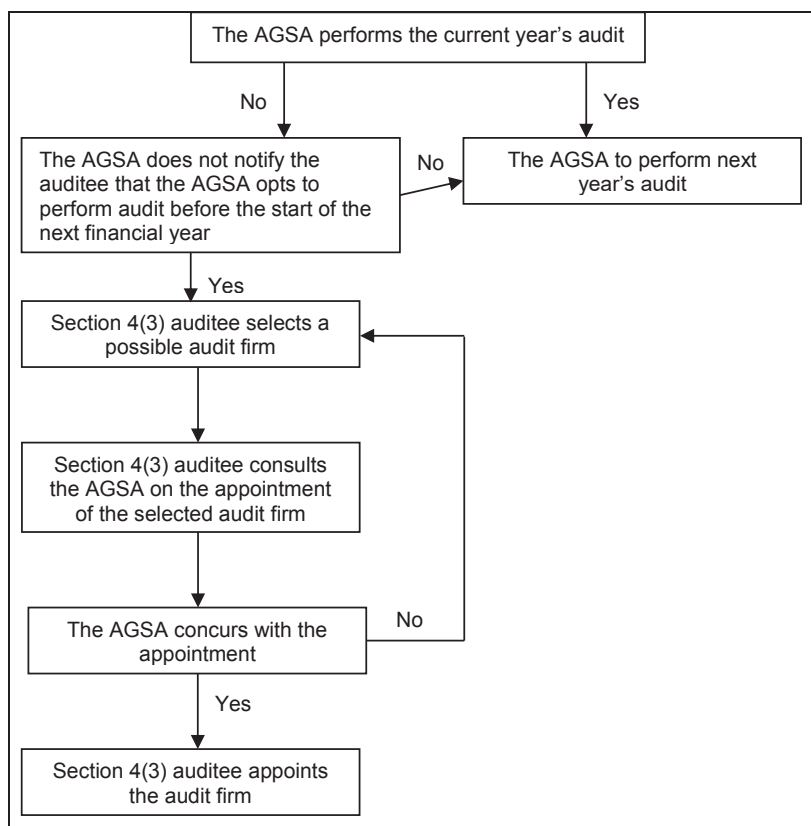 The AGSA performs the current year’s audit
No
Yes
The AGSA does not notify the
auditee that the AGSA opts to
perform audit before the start of the
next financial year
No
The AGSA to perform next
year’s audit
Yes
Section 4(3) auditee selects a
possible audit firm
Section 4(3) auditee consults
the AGSA on the appointment
of the selected audit firm
The AGSA concurs with the
appointment
No
Yes
Section 4(3) auditee appoints
the audit firm